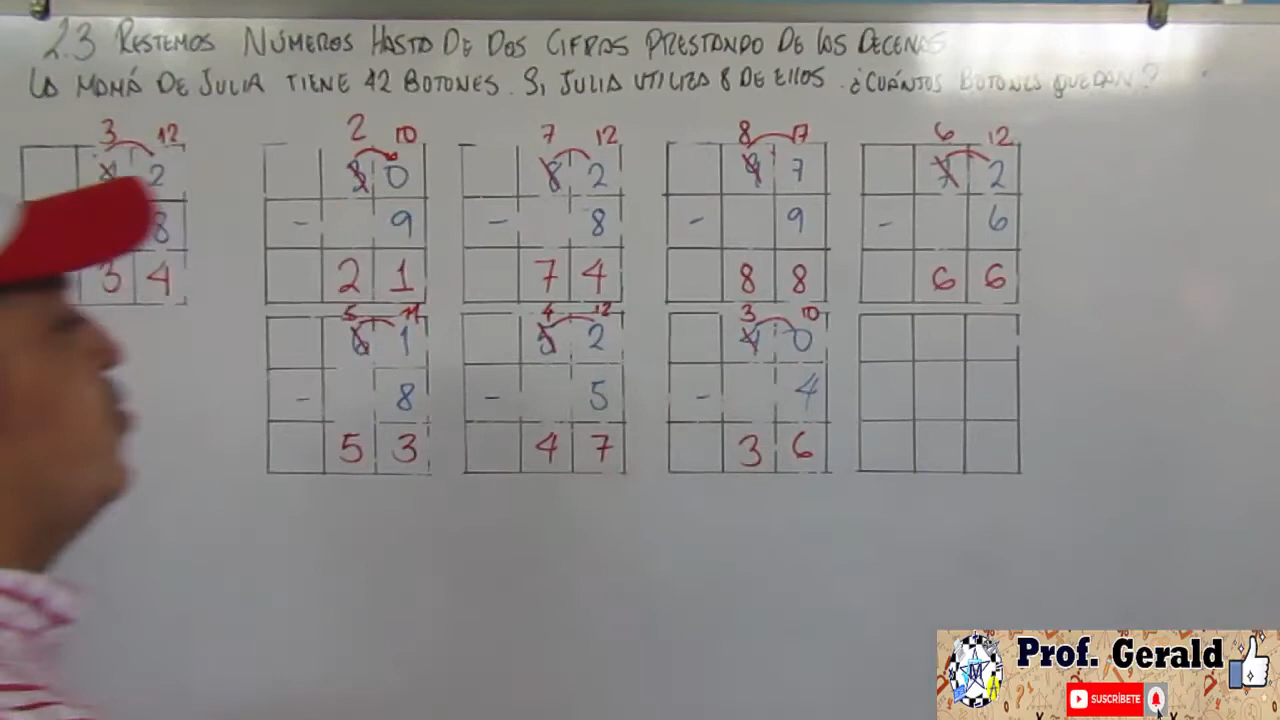 2.3 RESTEMOS NÚMEROS HASTA DE DOS CIFRAS PRESTANDO DE LAS DECENAS
LA MAMÁ DE JULIA TIENE 42 BOTONES. SI JULIA UTILIZA 8 DE ELLOS. ¿CUÁNTOS BOTONES QUEDAN?
3 12 2 10 7 12 8 17 6 12
4 2 3 0 8 2 9 7 7 2
8 - 9 - 8 - 9 - 6
3 4 2 1 7 4 8 8 6 6
5 11 4 12 3 10
6 1 5 2 4 0
- 8 - 5 - 4
5 3 4 7 3 6
Prof. Gerald
SUSCRÍBETE